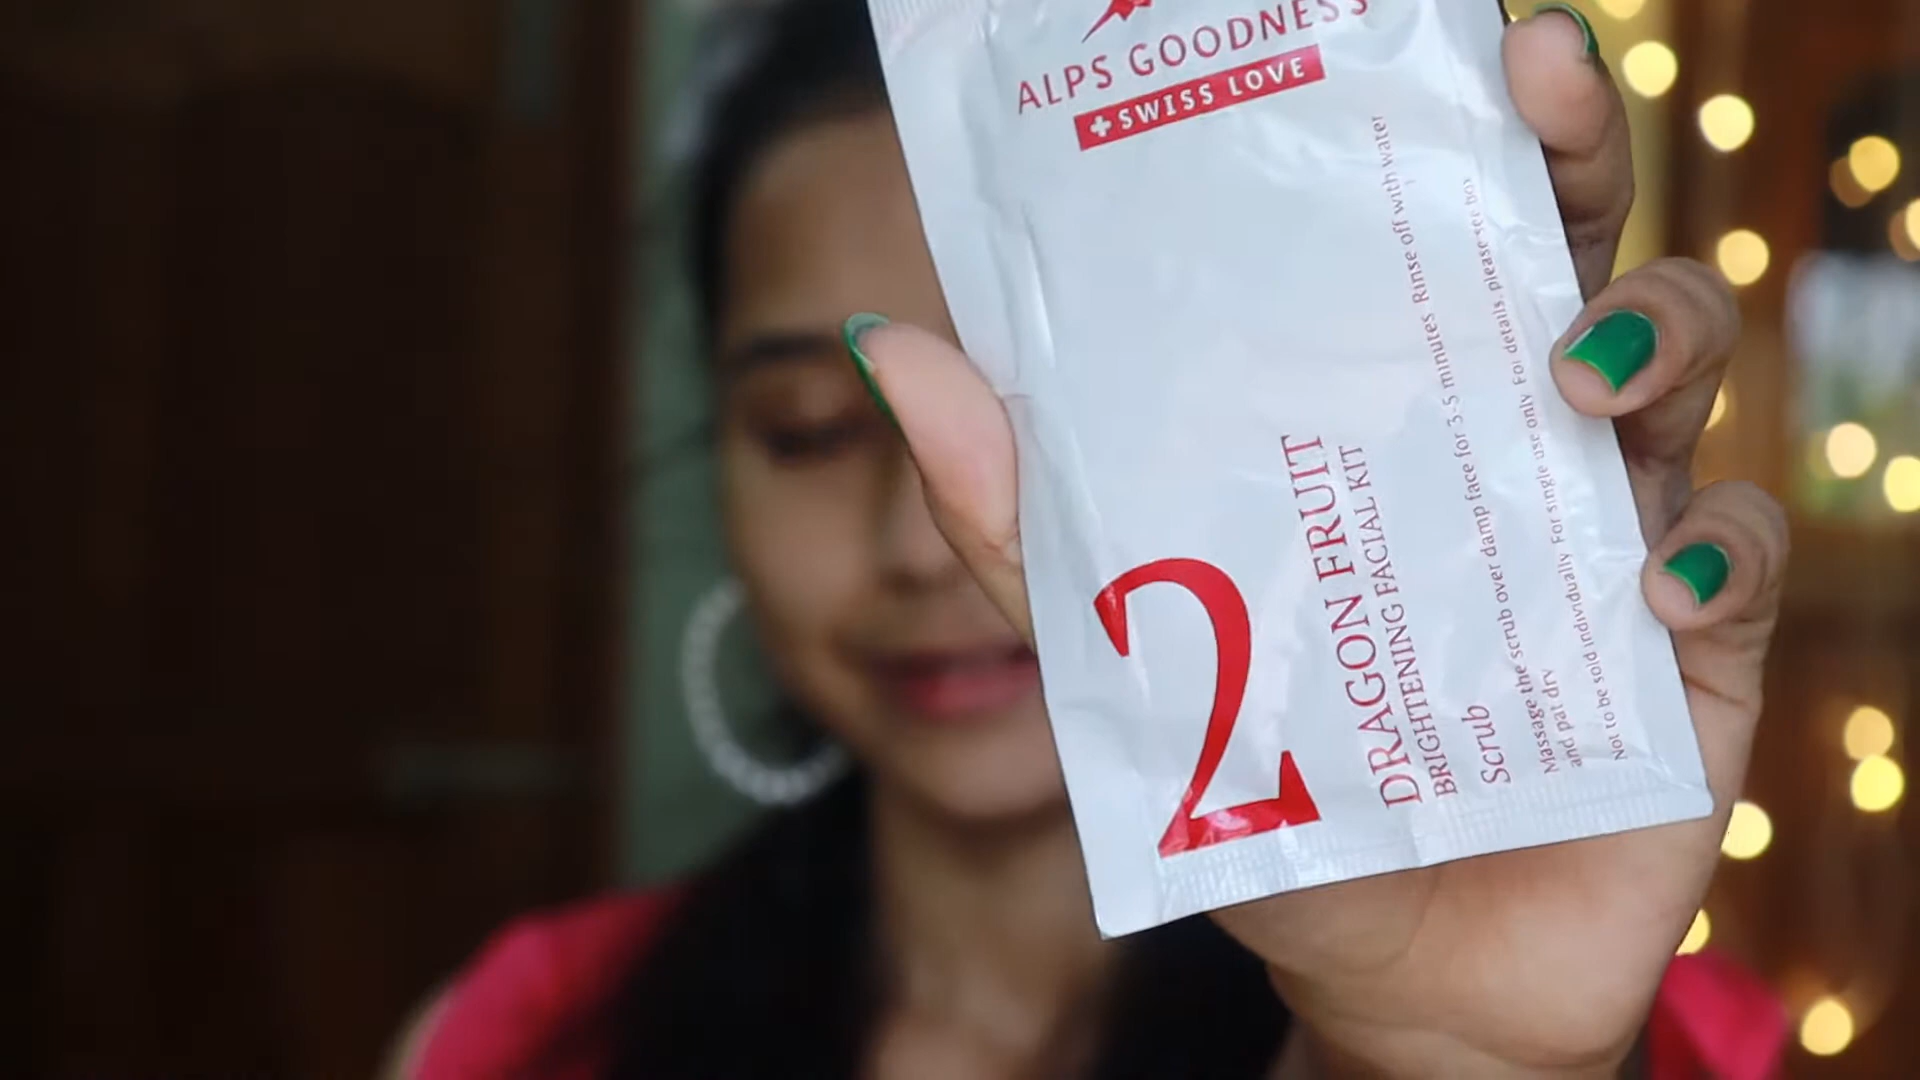 ALPS GOODNESS
SWISS LOVE
2
DRAGON FRUIT
BRIGHTENING FACIAL KIT
Scrub
Massage the scrub over damp face for 3-5 minutes Rinse off with water
and pat dry
Not to be sold individually For single use only For details, please see box